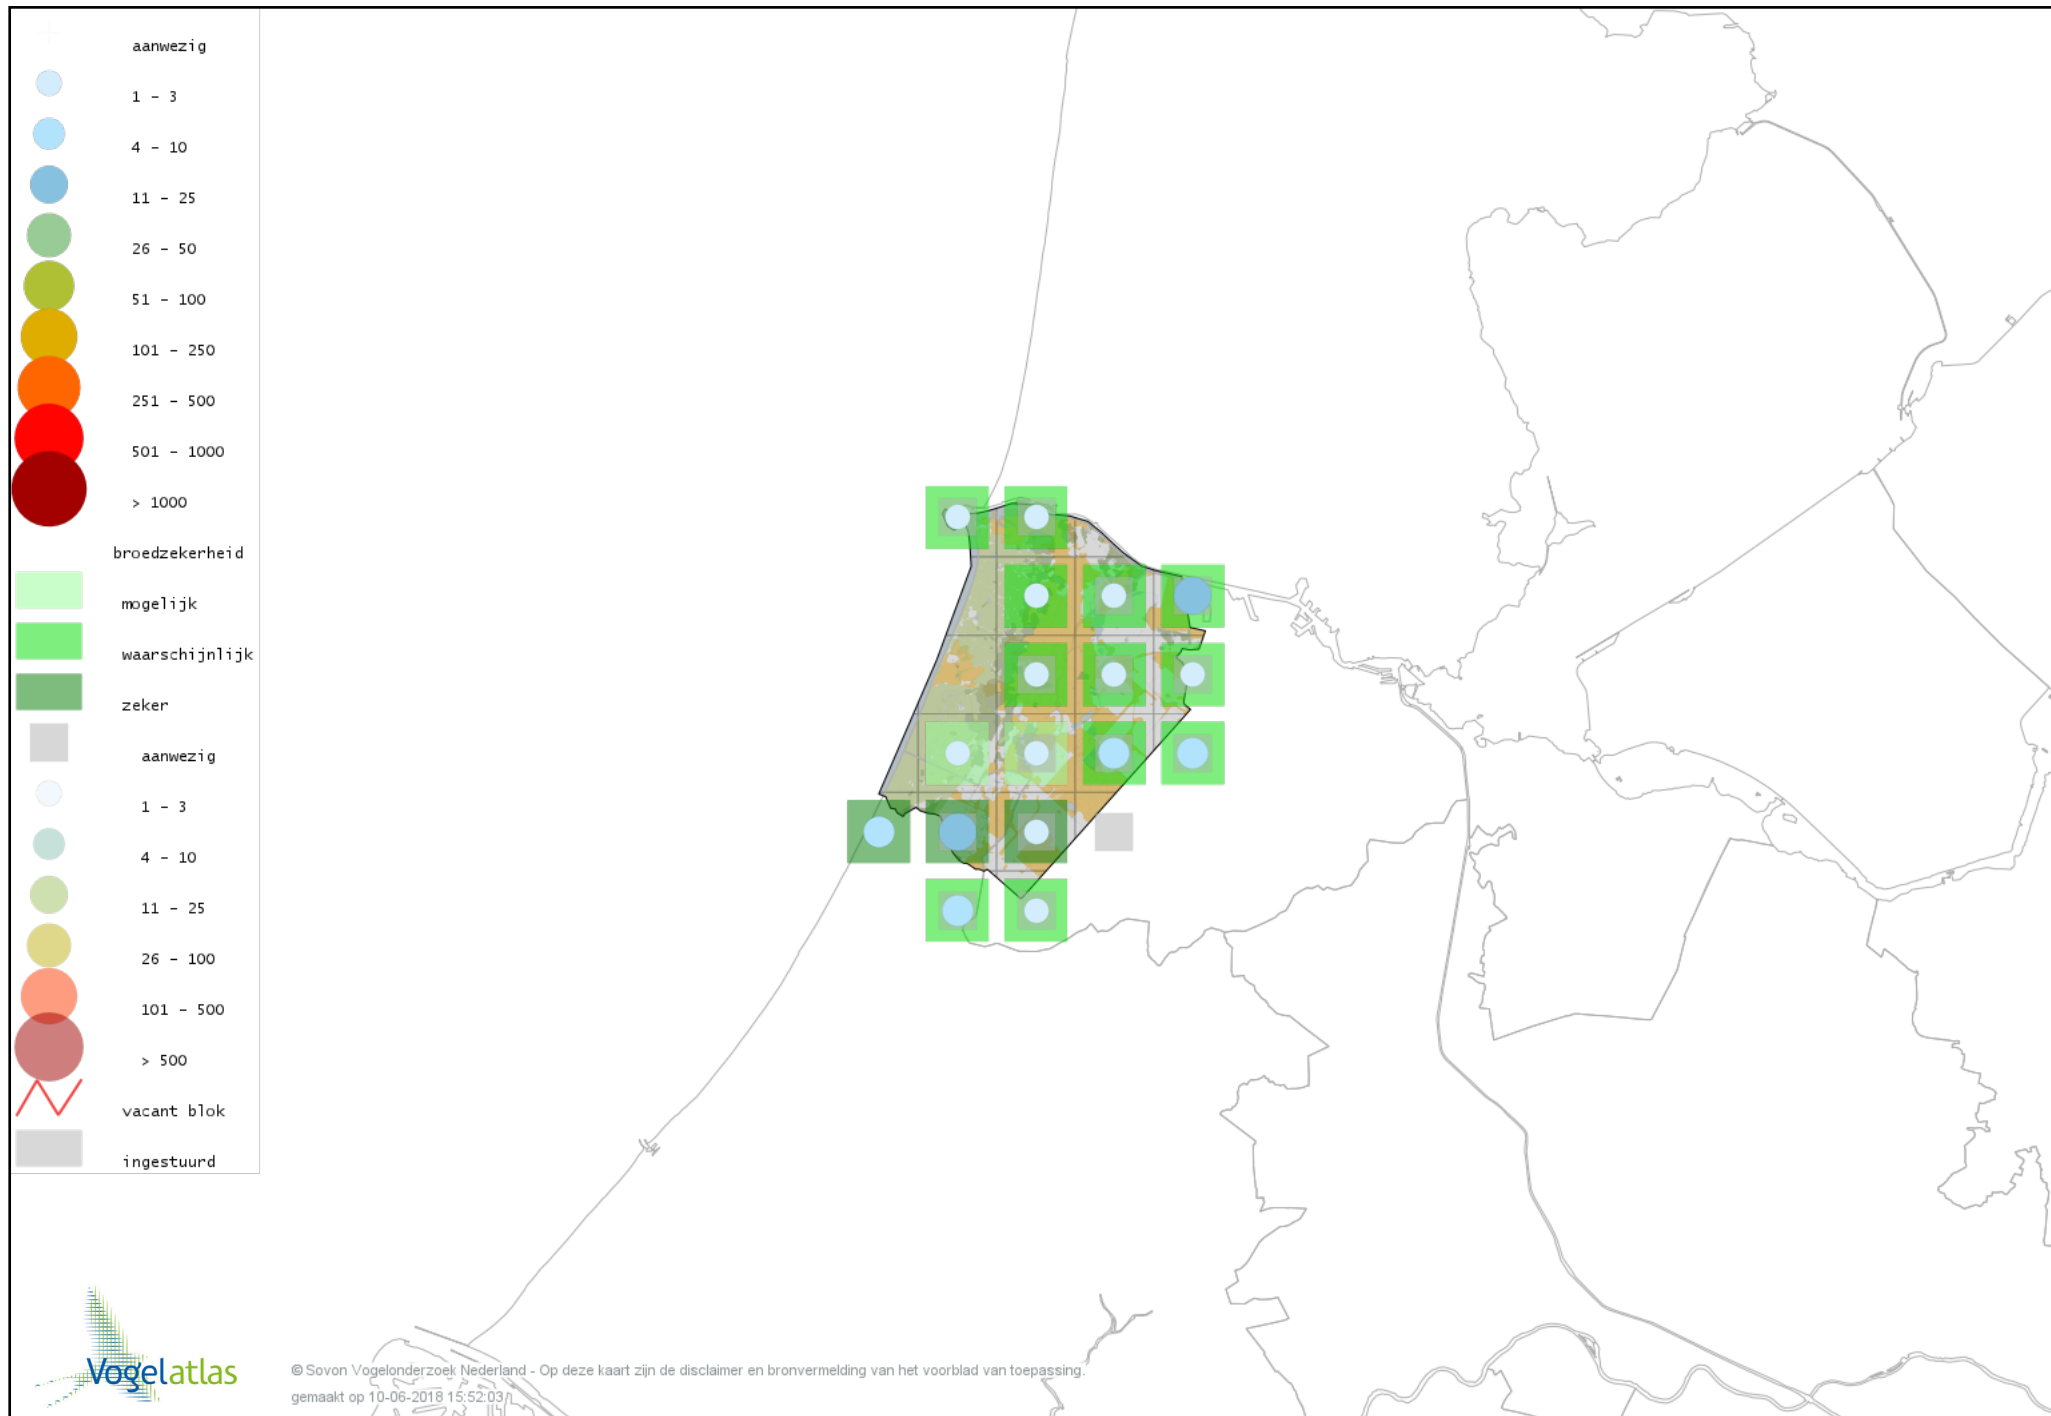 aanwezig
1 - 3
4 - 10
11 - 25
26 - 50
51 - 100
101 - 250
251 - 500
501 - 1000
> 1000
broedzekerheid
mogelijk
waarschijnlijk
zeker
aanwezig
1 - 3
4 - 10
11 - 25
26 - 100
101 - 500
> 500
vacant blok
ingestuurd
Vogelatlas
© Sovon Vogelonderzoek Nederland - Op deze kaart zijn de disclaimer en bronvermelding van het voorblad van toepassing.
gemaakt op 10-06-2018 15:52:03